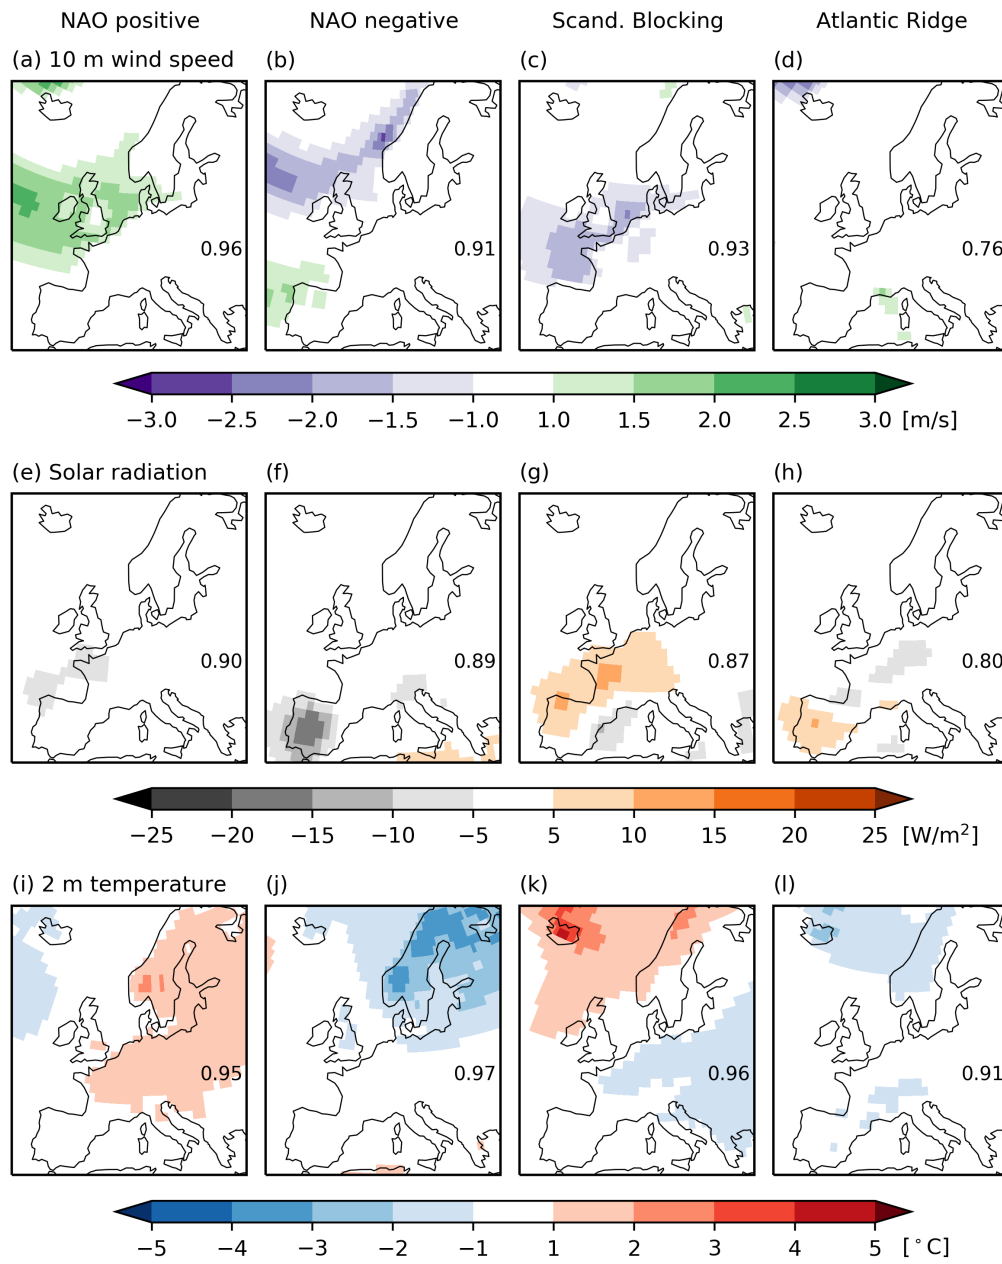 NAO positive NAO negative Scand. Blocking Atlantic Ridge
(a) 10 m wind speed (b) (c) (d)
0.96 0.91 0.93 0.76
−3.0 −2.5 −2.0 −1.5 −1.0 1.0 1.5 2.0 2.5 3.0 [m/s]
(e) Solar radiation (f) (g) (h)
0.90 0.89 0.87 0.80
−25 −20 −15 −10 −5 5 10 15 20 25 [W/m²]
(i) 2 m temperature (j) (k) (l)
0.95 0.97 0.96 0.91
−5 −4 −3 −2 −1 1 2 3 4 5 [°C]